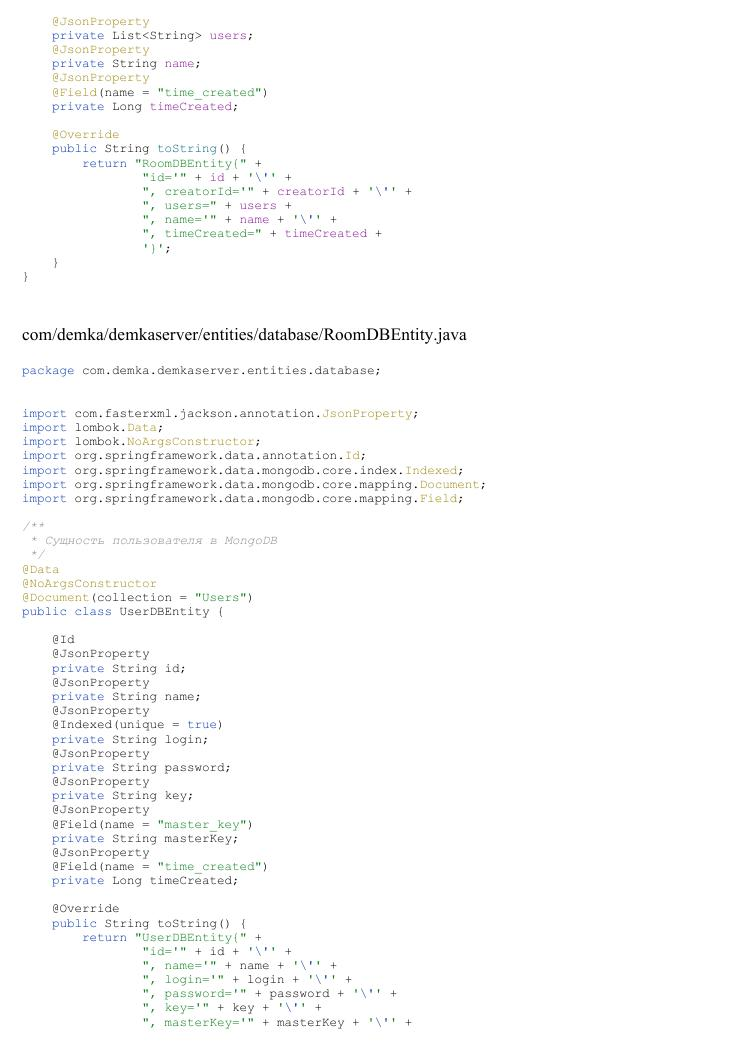 @JsonProperty
private List<String> users;
@JsonProperty
private String name;
@JsonProperty
@Field(name = "time_created")
private Long timeCreated;
@Override
public String toString() {
return "RoomDBEntity{" +
"id='" + id + '\'' +
", creatorId='" + creatorId + '\'' +
", users=" + users +
", name='" + name + '\'' +
", timeCreated=" + timeCreated +
'}';
}
}
com/demka/demkaserver/entities/database/RoomDBEntity.java
package com.demka.demkaserver.entities.database;
import com.fasterxml.jackson.annotation.JsonProperty;
import lombok.Data;
import lombok.NoArgsConstructor;
import org.springframework.data.annotation.Id;
import org.springframework.data.mongodb.core.index.Indexed;
import org.springframework.data.mongodb.core.mapping.Document;
import org.springframework.data.mongodb.core.mapping.Field;
/**
* Сущность пользователя в MongoDB
*/
@Data
@NoArgsConstructor
@Document(collection = "Users")
public class UserDBEntity {
@Id
@JsonProperty
private String id;
@JsonProperty
private String name;
@JsonProperty
@Indexed(unique = true)
private String login;
@JsonProperty
private String password;
@JsonProperty
private String key;
@JsonProperty
@Field(name = "master_key")
private String masterKey;
@JsonProperty
@Field(name = "time_created")
private Long timeCreated;
@Override
public String toString() {
return "UserDBEntity{" +
"id='" + id + '\'' +
", name='" + name + '\'' +
", login='" + login + '\'' +
", password='" + password + '\'' +
", key='" + key + '\'' +
", masterKey='" + masterKey + '\'' +